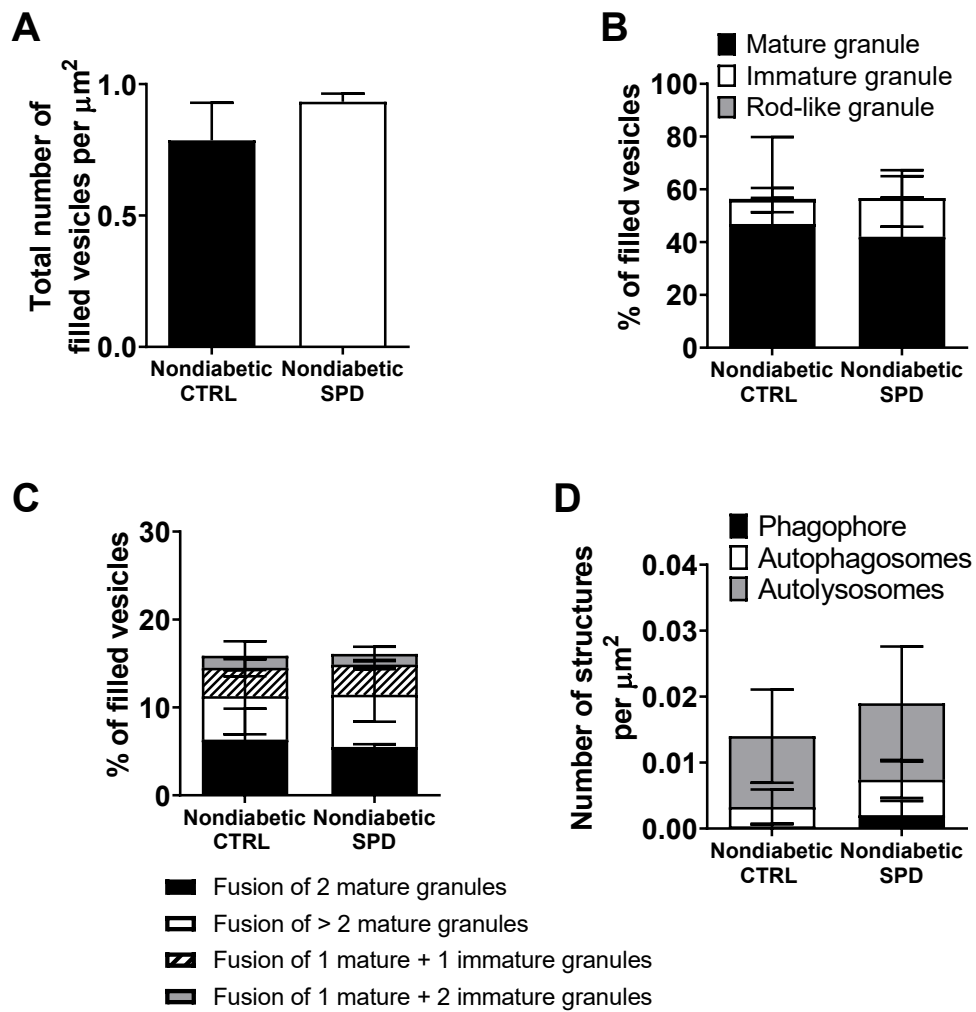 A
Total number of
filled vesicles per μm2
1.0
0.5
0.0
Nondiabetic
CTRL
Nondiabetic
SPD
B
Mature granule
Immature granule
Rod-like granule
% of filled vesicles
100
80
60
40
20
0
Nondiabetic
CTRL
Nondiabetic
SPD
C
% of filled vesicles
30
20
10
0
Nondiabetic
CTRL
Nondiabetic
SPD
Fusion of 2 mature granules
Fusion of > 2 mature granules
Fusion of 1 mature + 1 immature granules
Fusion of 1 mature + 2 immature granules
D
Phagophore
Autophagosomes
Autolysosomes
Number of structures
per μm2
0.04
0.03
0.02
0.01
0.00
Nondiabetic
CTRL
Nondiabetic
SPD